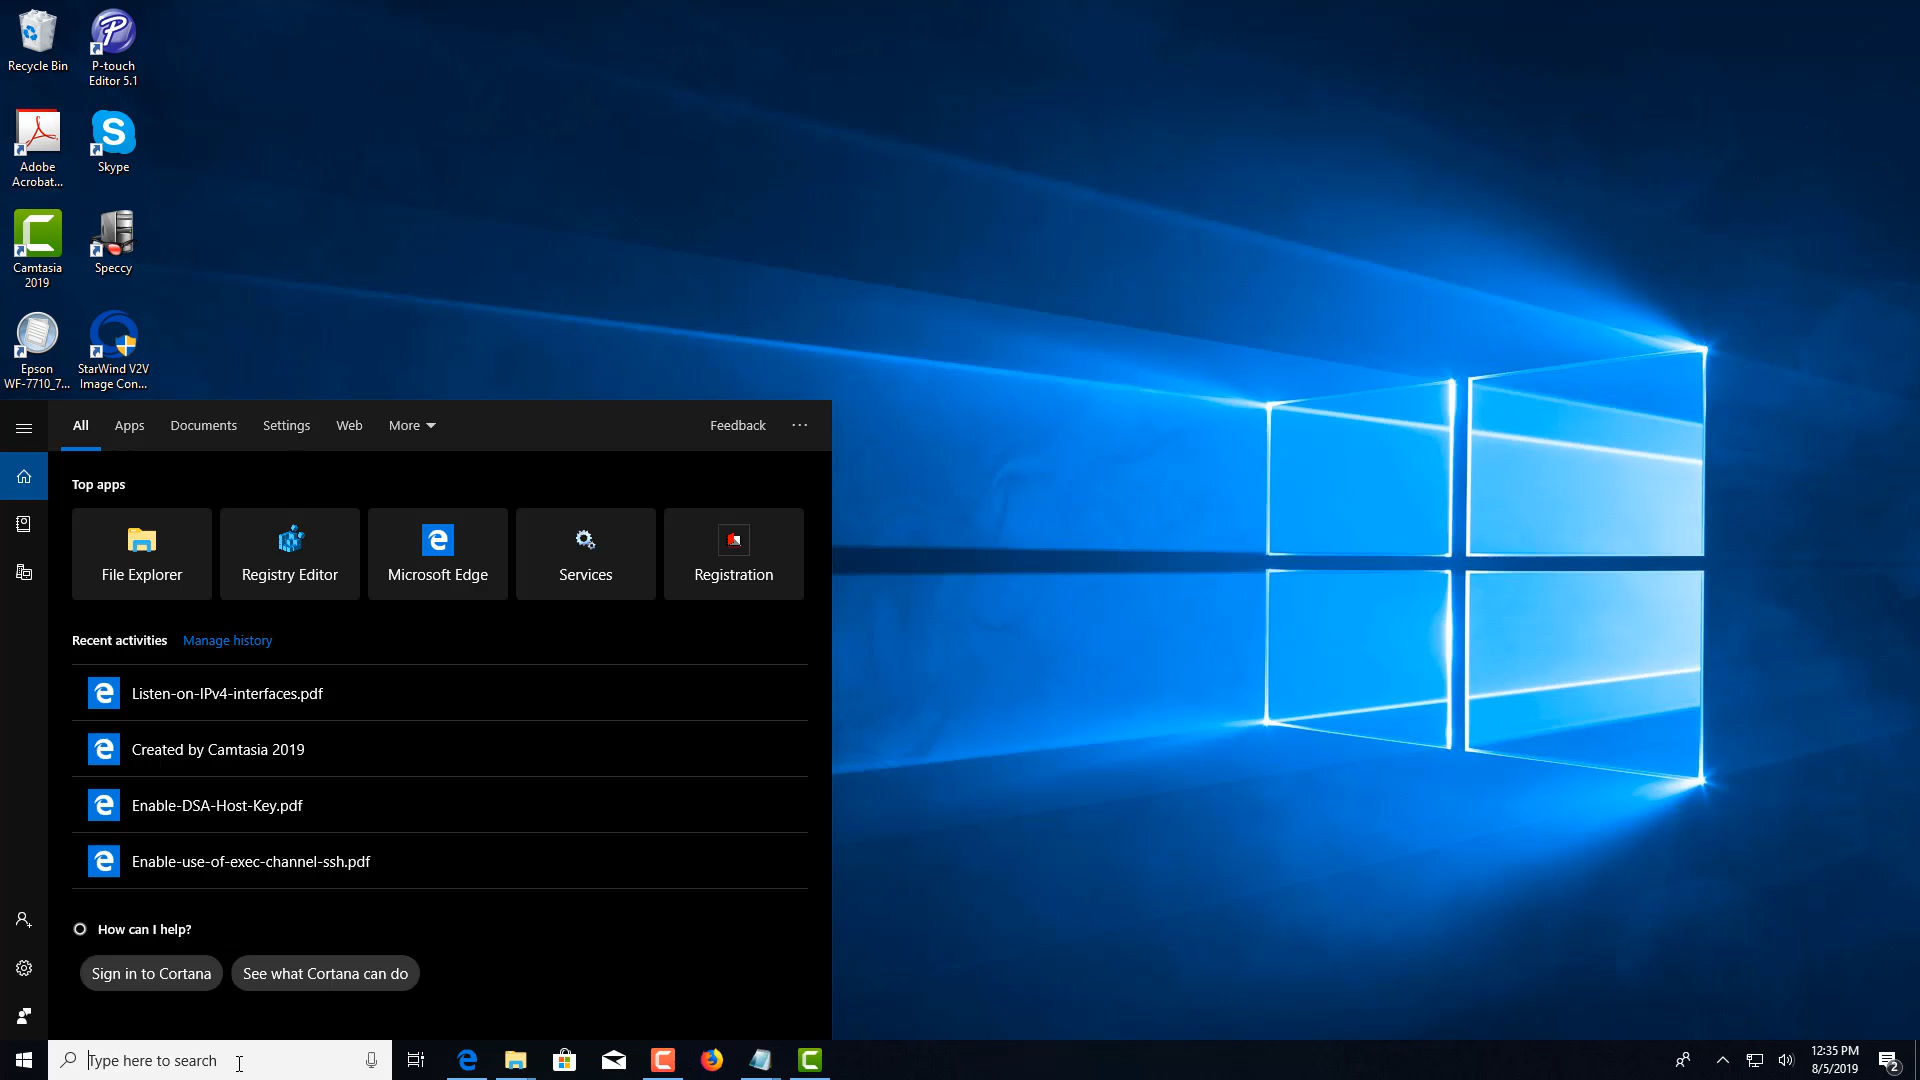 Recycle Bin
P-touch
Editor 5.1
Adobe
Acrobat...
Skype
Camtasia
2019
Speccy
Epson
WF-7710_7...
StarWind V2V
Image Con...
All Apps Documents Settings Web More Feedback ...
Top apps
File Explorer Registry Editor Microsoft Edge Services Registration
Recent activities Manage history
Listen-on-IPv4-interfaces.pdf
Created by Camtasia 2019
Enable-DSA-Host-Key.pdf
Enable-use-of-exec-channel-ssh.pdf
How can I help?
Sign in to Cortana See what Cortana can do
Type here to search
12:35 PM
8/5/2019
2